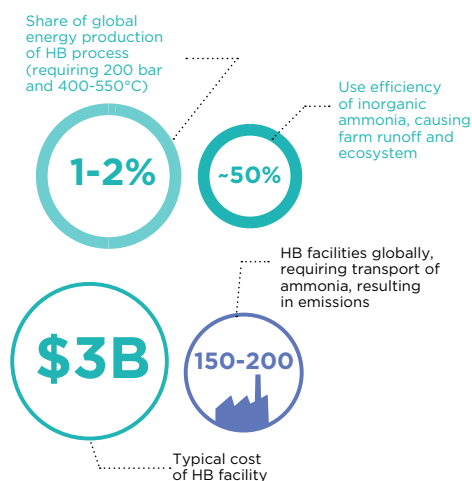 Share of global
energy production
of HB process
(requiring 200 bar
and 400-550°C)
1-2%
Use efficiency
of inorganic
ammonia, causing
farm runoff and
ecosystem
~50%
HB facilities globally,
requiring transport of
ammonia, resulting
in emissions
150-200
$3B
Typical cost
of HB facility